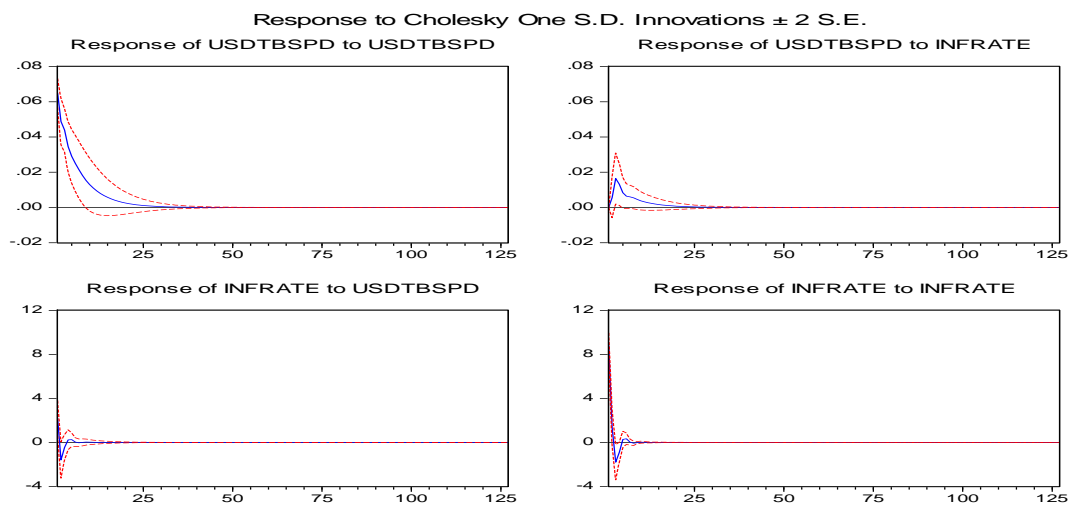 Response to Cholesky One S.D. Innovations ± 2 S.E.
Response of USDTBSPD to USDTBSPD
.08
.06
.04
.02
.00
-.02
25 50 75 100 125
Response of USDTBSPD to INFRATE
.08
.06
.04
.02
.00
-.02
25 50 75 100 125
Response of INFRATE to USDTBSPD
12
8
4
0
-4
25 50 75 100 125
Response of INFRATE to INFRATE
12
8
4
0
-4
25 50 75 100 125